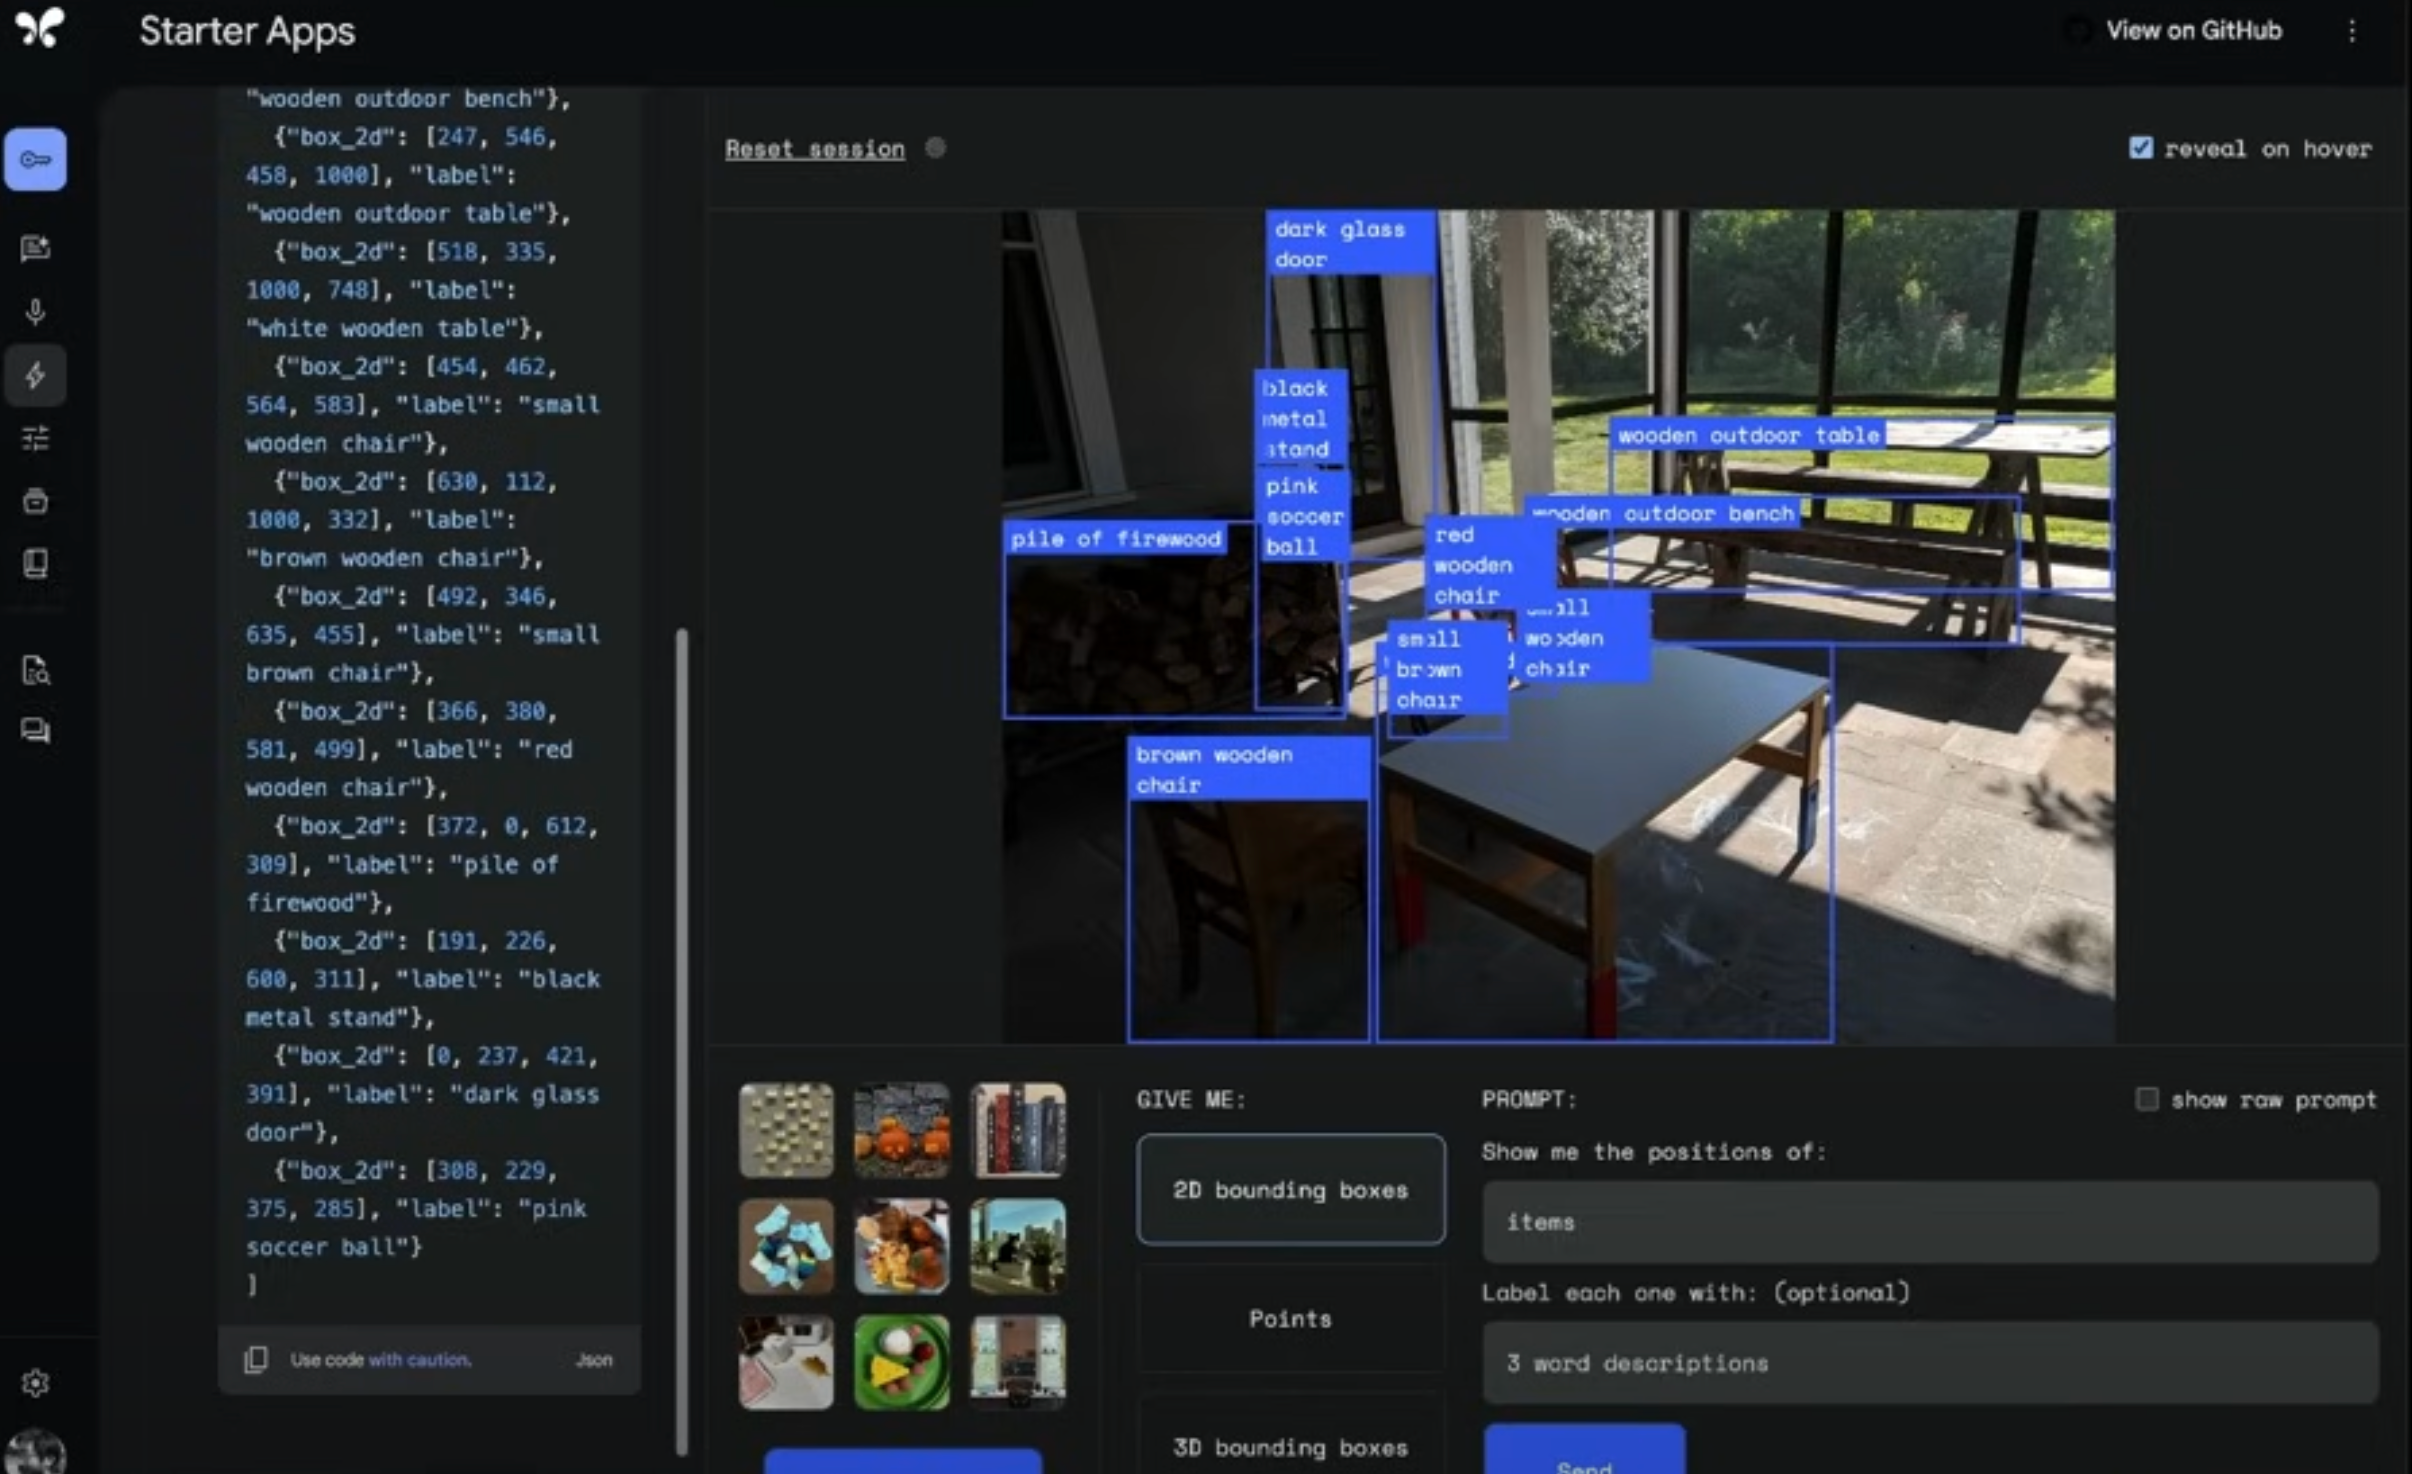 Starter Apps
View on GitHub
"wooden outdoor bench"},
{"box_2d": [247, 546,
458, 1000], "label":
"wooden outdoor table"},
{"box_2d": [518, 335,
1000, 748], "label":
"white wooden table"},
{"box_2d": [454, 462,
564, 583], "label": "small
wooden chair"},
{"box_2d": [630, 112,
1000, 332], "label":
"brown wooden chair"},
{"box_2d": [492, 346,
635, 455], "label": "small
brown chair"},
{"box_2d": [366, 380,
581, 499], "label": "red
wooden chair"},
{"box_2d": [372, 0, 612,
309], "label": "pile of
firewood"},
{"box_2d": [191, 226,
600, 311], "label": "black
metal stand"},
{"box_2d": [0, 237, 421,
391], "label": "dark glass
door"},
{"box_2d": [308, 229,
375, 285], "label": "pink
soccer ball"}
]
Use code with caution.
Json
Reset session
reveal on hover
dark glass
door
black
metal
stand
pink
soccer
ball
pile of firewood
wooden outdoor table
wooden outdoor bench
red
wooden
chair
small
wooden
chair
small
brown
chair
brown wooden
chair
GIVE ME:
2D bounding boxes
Points
3D bounding boxes
PROMPT:
show raw prompt
Show me the positions of:
items
Label each one with: (optional)
3 word descriptions
Send